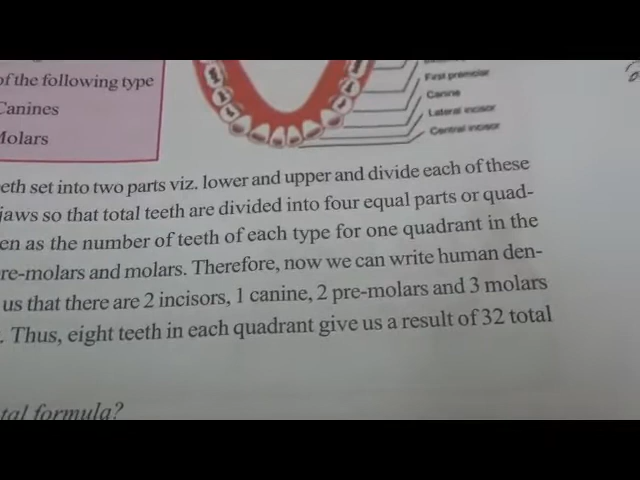 of the following type
Canines
Molars
First premolar
Canine
Lateral incisor
Central incisor
eeth set into two parts viz. lower and upper and divide each of these
jaws so that total teeth are divided into four equal parts or quad-
en as the number of teeth of each type for one quadrant in the
re-molars and molars. Therefore, now we can write human den-
us that there are 2 incisors, 1 canine, 2 pre-molars and 3 molars
. Thus, eight teeth in each quadrant give us a result of 32 total
tal formula?